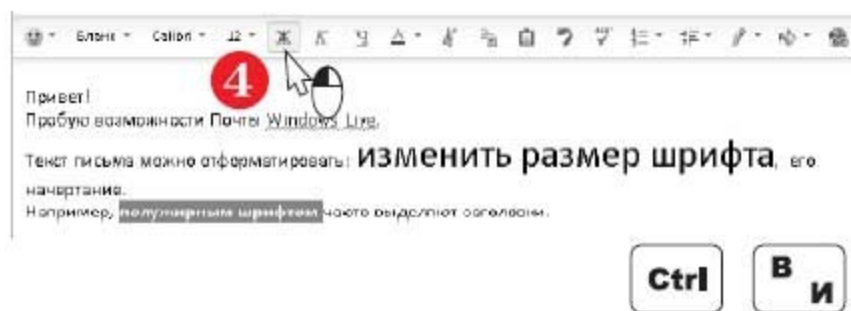 Бланк Calibri 12 Ж К Ч
4
Привет!
Пробую возможности Почты Windows Live.
Текст письма можно отформатировать: изменить размер шрифта, его
начертание.
Например, полужирным шрифтом часто выделяют заголовки.
Ctrl B И